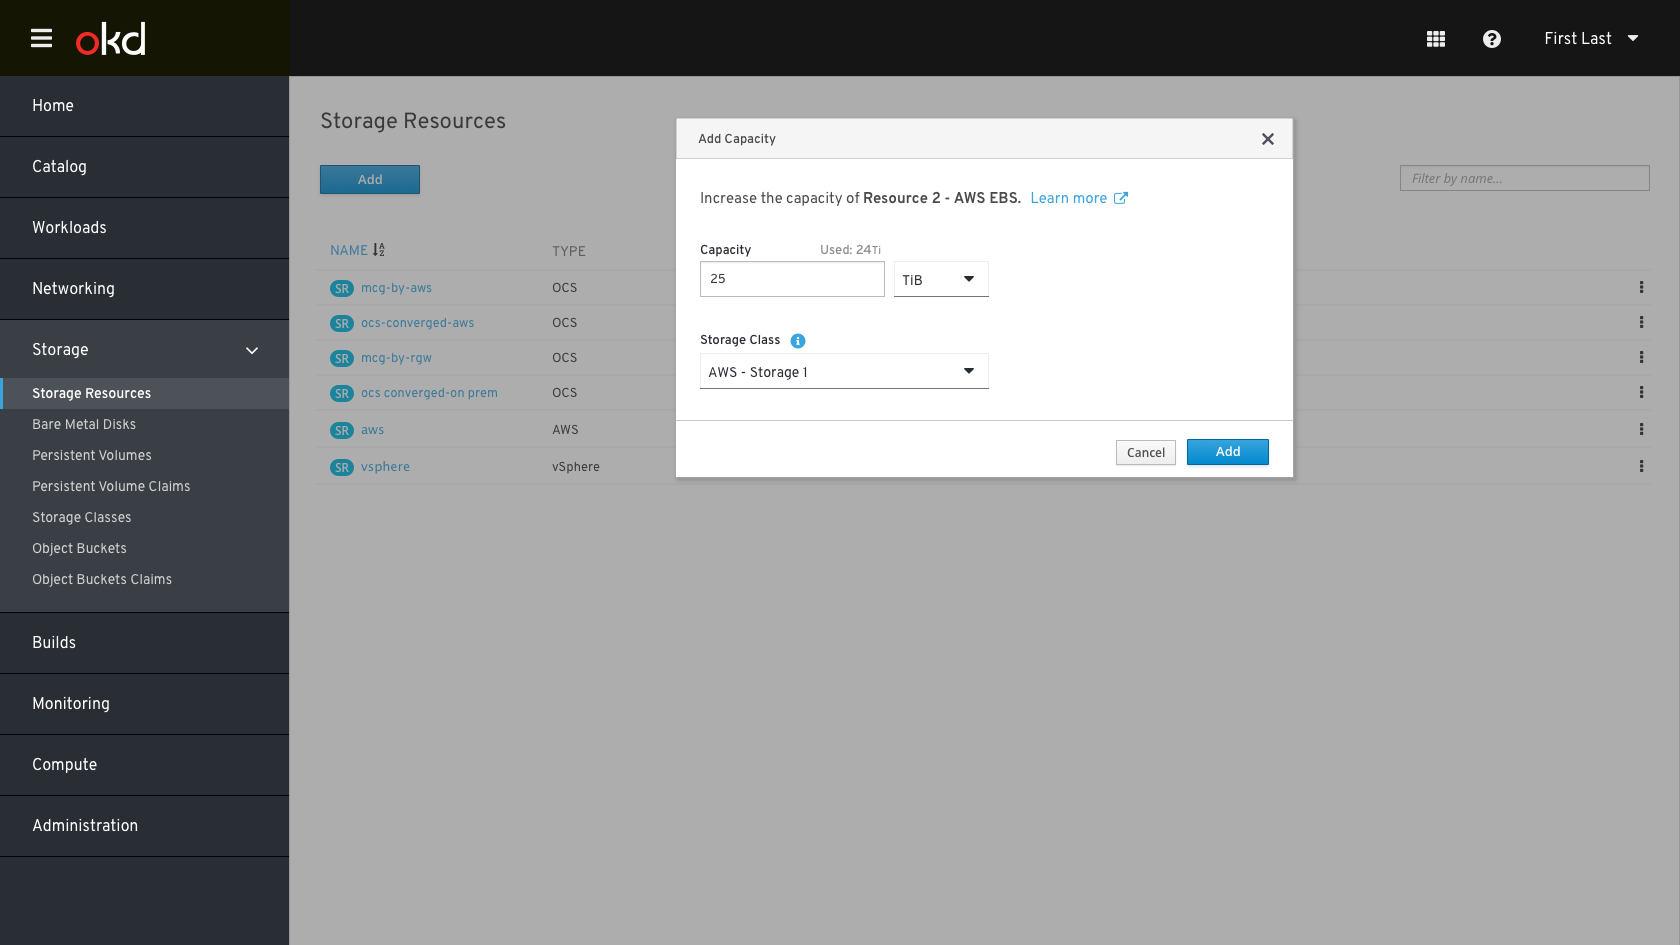 okd
First Last
Home
Catalog
Workloads
Networking
Storage
Storage Resources
Bare Metal Disks
Persistent Volumes
Persistent Volume Claims
Storage Classes
Object Buckets
Object Buckets Claims
Builds
Monitoring
Compute
Administration
Storage Resources
Add
Filter by name...
NAME TYPE
SR mcg-by-aws OCS
SR ocs-converged-aws OCS
SR mcg-by-rgw OCS
SR ocs converged-on prem OCS
SR aws AWS
SR vsphere vSphere
Add Capacity
Increase the capacity of Resource 2 - AWS EBS. Learn more
Capacity Used: 24Ti
25 TiB
Storage Class
AWS - Storage 1
Cancel Add